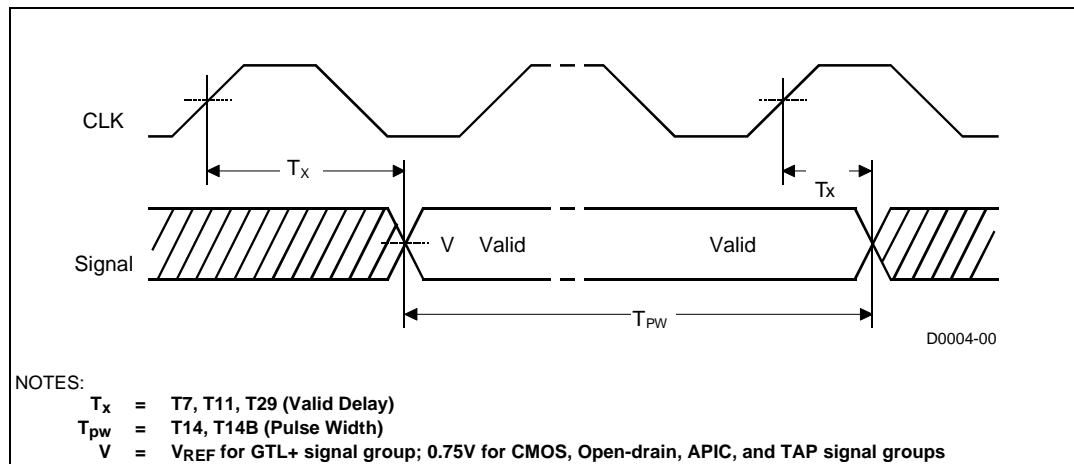 CLK
Tx
Tx
Signal
V Valid Valid
TPW
D0004-00
NOTES:
Tx = T7, T11, T29 (Valid Delay)
Tpw = T14, T14B (Pulse Width)
V = VREF for GTL+ signal group; 0.75V for CMOS, Open-drain, APIC, and TAP signal groups